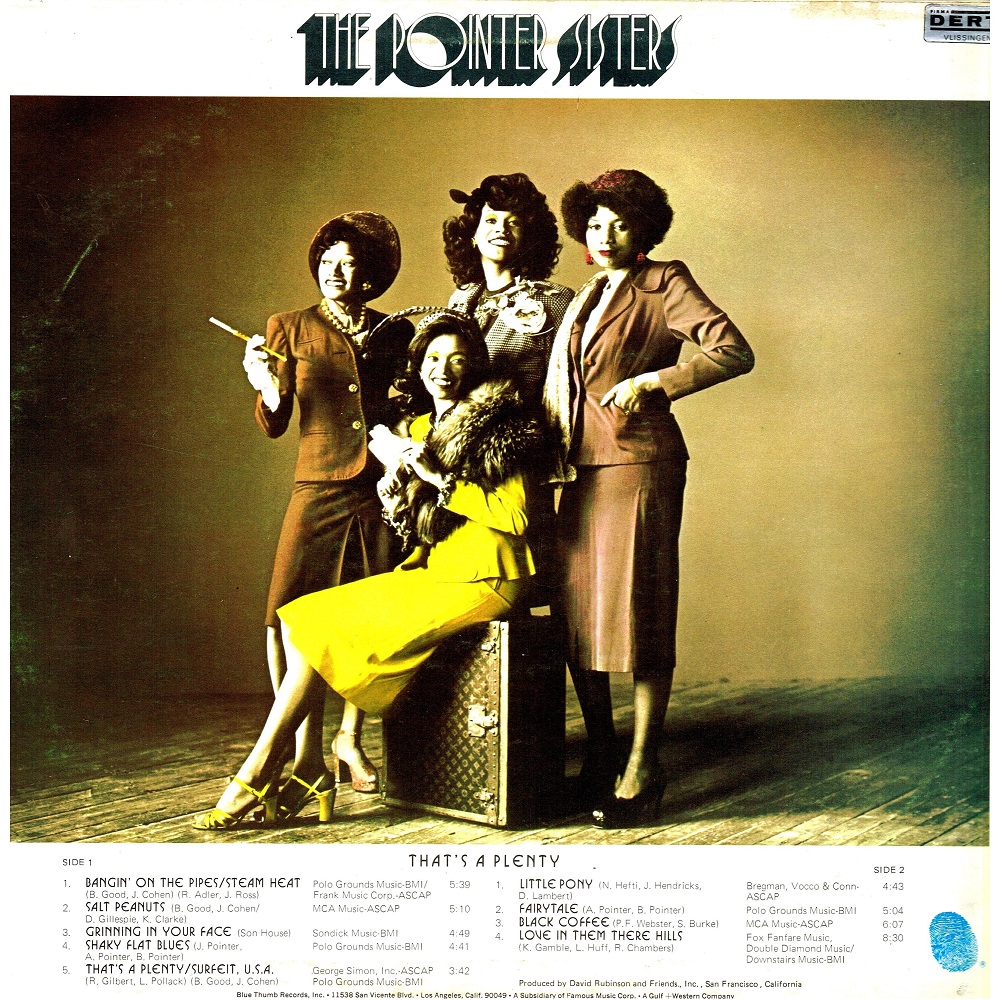 THE POINTER SISTERS
FIRMA
DERT
VLISSINGEN
THAT'S A PLENTY
SIDE 1
1. BANGIN' ON THE PIPES/STEAM HEAT Polo Grounds Music-BMI/ 5:39
(B. Good, J. Cohen) (R. Adler, J. Ross) Frank Music Corp.-ASCAP
2. SALT PEANUTS (B. Good, J. Cohen/ MCA Music-ASCAP 5:10
D. Gillespie, K. Clarke)
3. GRINNING IN YOUR FACE (Son House) Sondick Music-BMI 4:49
4. SHAKY FLAT BLUES (J. Pointer, Polo Grounds Music-BMI 4:41
A. Pointer, B. Pointer)
5. THAT'S A PLENTY/SURFEIT, U.S.A. George Simon, Inc.-ASCAP 3:42
(R, Gilbert, L. Pollack) (B. Good, J. Cohen) Polo Grounds Music-BMI
SIDE 2
1. LITTLE PONY (N. Hefti, J. Hendricks, Bregman, Vocco & Conn- 4:43
D. Lambert) ASCAP
2. FAIRYTALE (A. Pointer, B. Pointer) Polo Grounds Music-BMI 5:04
3. BLACK COFFEE (P.F. Webster, S. Burke) MCA Music-ASCAP 6:07
4. LOVE IN THEM THERE HILLS Fox Fanfare Music, 8:30
(K. Gamble, L. Huff, R. Chambers) Double Diamond Music/
Downstairs Music-BMI
Produced by David Rubinson and Friends, Inc., San Francisco, California
Blue Thumb Records, Inc. • 11538 San Vicente Blvd. • Los Angeles, Calif. 90049 • A Subsidiary of Famous Music Corp. • A Gulf + Western Company